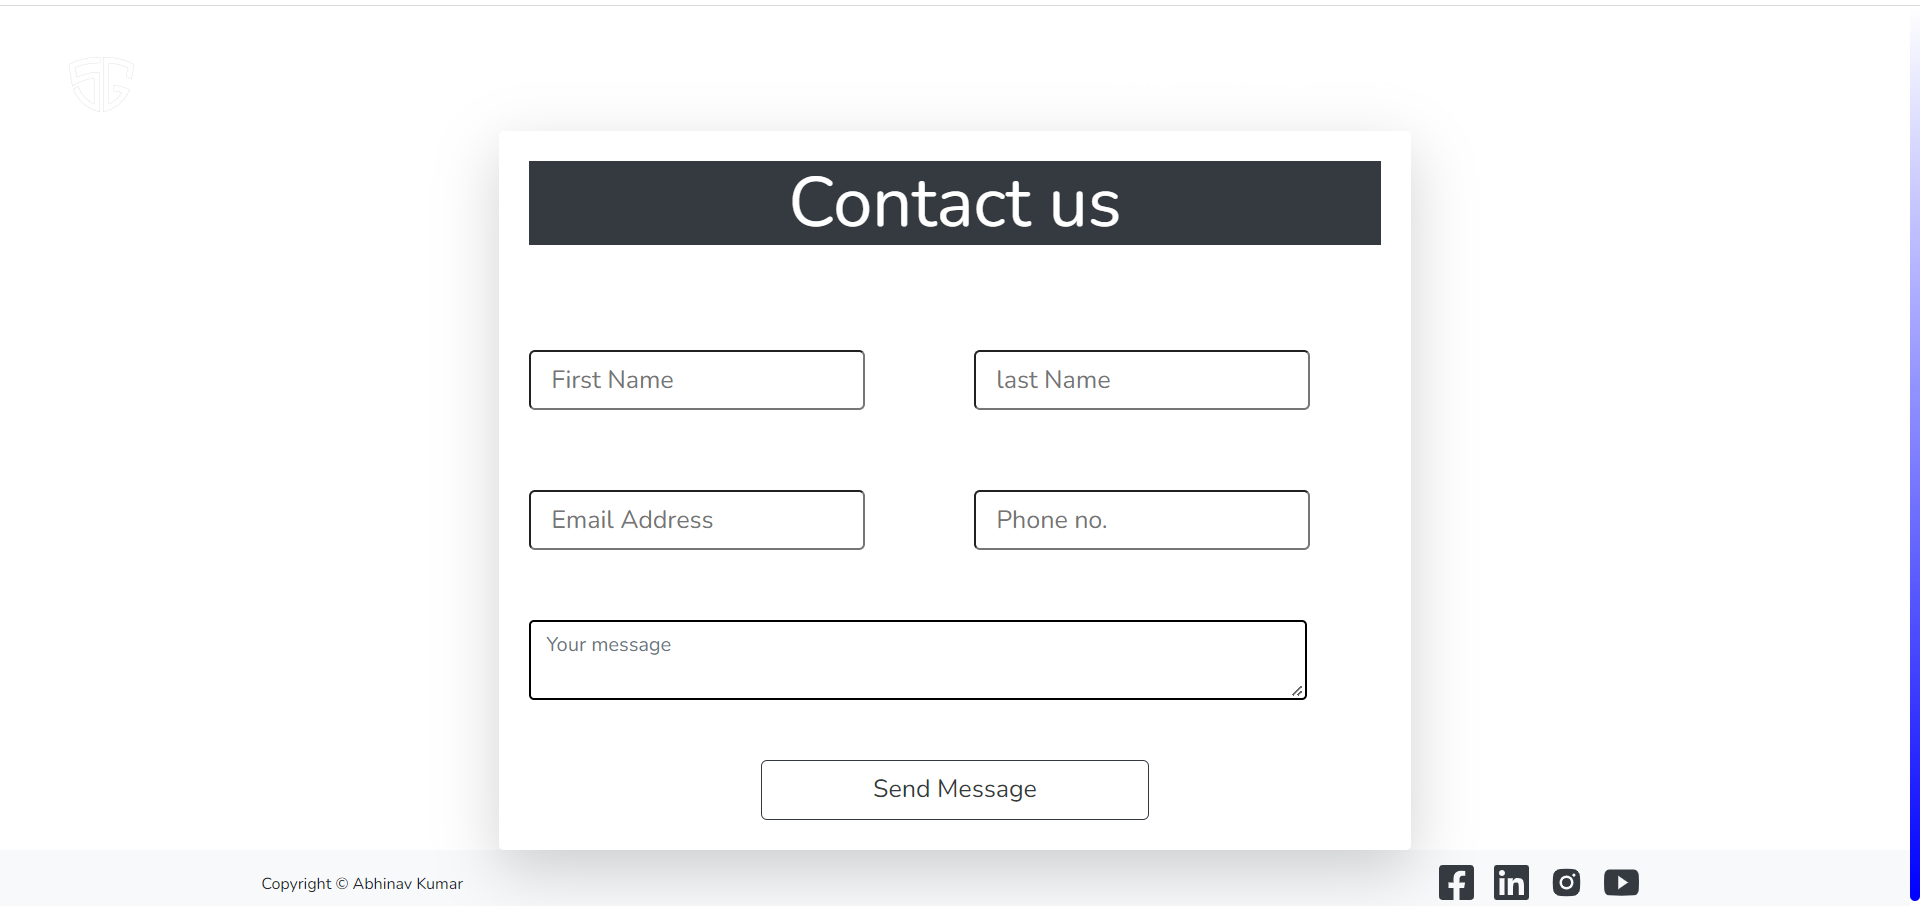 Contact us
First Name
last Name
Email Address
Phone no.
Your message
Send Message
Copyright © Abhinav Kumar